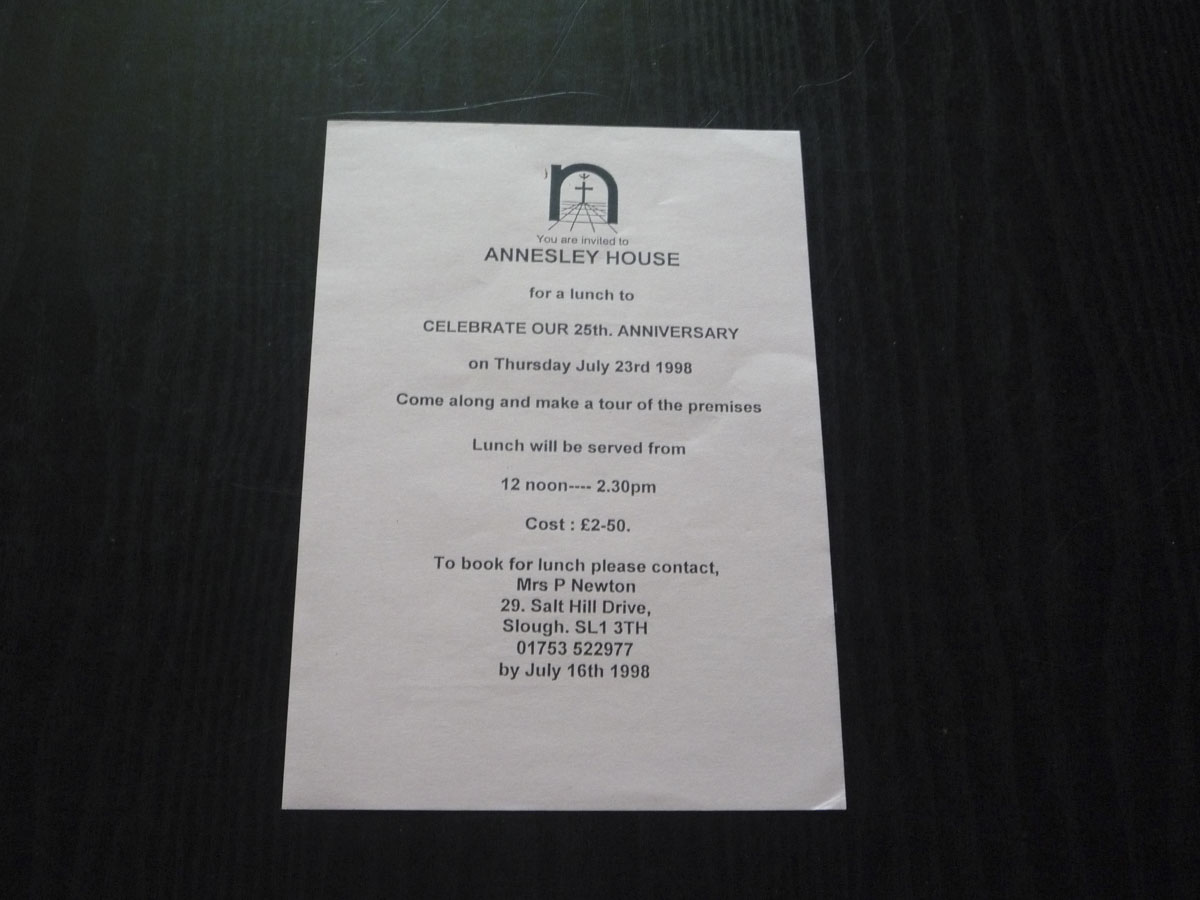 n
You are invited to
ANNESLEY HOUSE
for a lunch to
CELEBRATE OUR 25th. ANNIVERSARY
on Thursday July 23rd 1998
Come along and make a tour of the premises
Lunch will be served from
12 noon---- 2.30pm
Cost : £2-50.
To book for lunch please contact,
Mrs P Newton
29. Salt Hill Drive,
Slough. SL1 3TH
01753 522977
by July 16th 1998